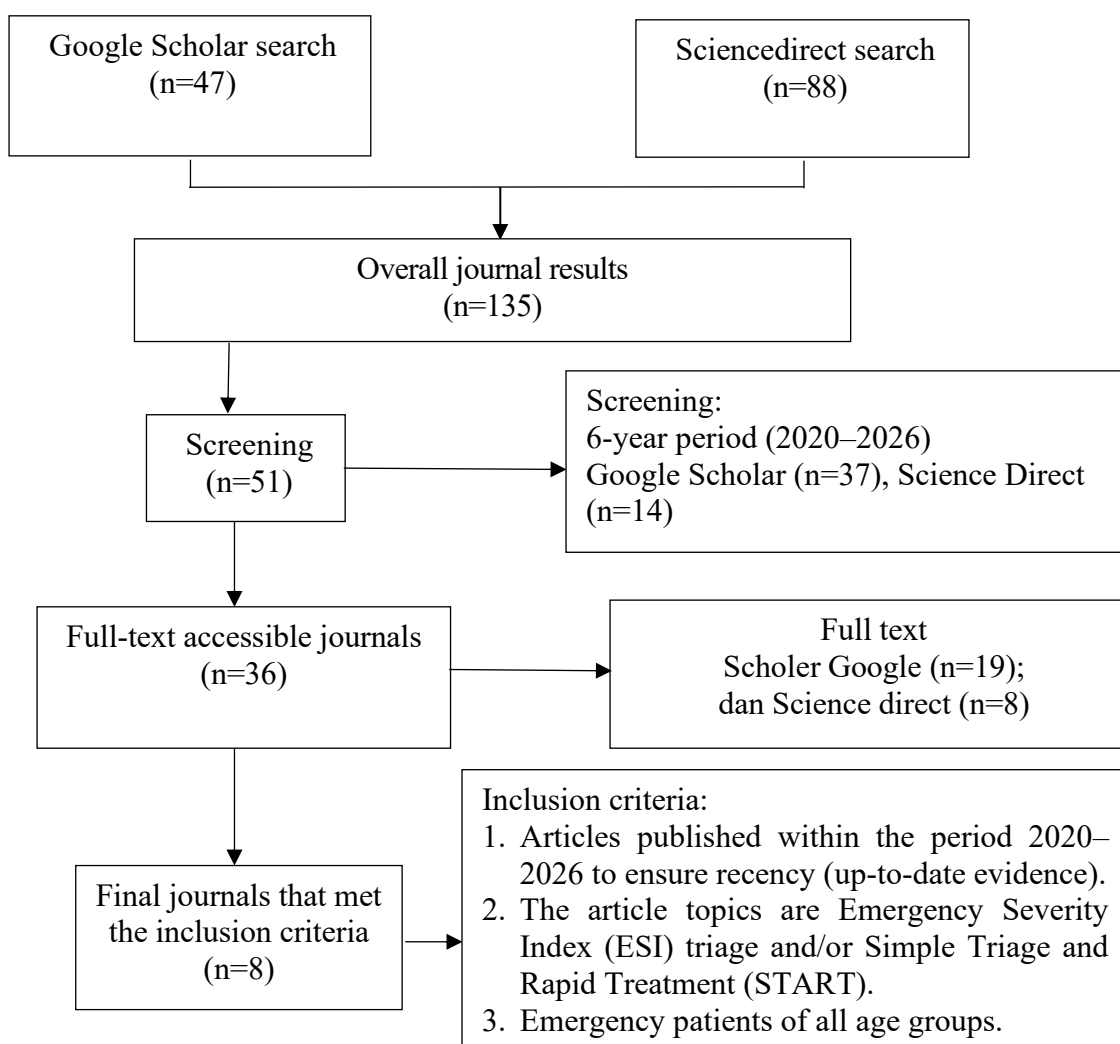 Google Scholar search
(n=47)
Sciencedirect search
(n=88)
Overall journal results
(n=135)
Screening
(n=51)
Screening:
6-year period (2020–2026)
Google Scholar (n=37), Science Direct
(n=14)
Full-text accessible journals
(n=36)
Full text
Scholer Google (n=19);
dan Science direct (n=8)
Final journals that met
the inclusion criteria
(n=8)
Inclusion criteria:
1. Articles published within the period 2020–
2026 to ensure recency (up-to-date evidence).
2. The article topics are Emergency Severity
Index (ESI) triage and/or Simple Triage and
Rapid Treatment (START).
3. Emergency patients of all age groups.